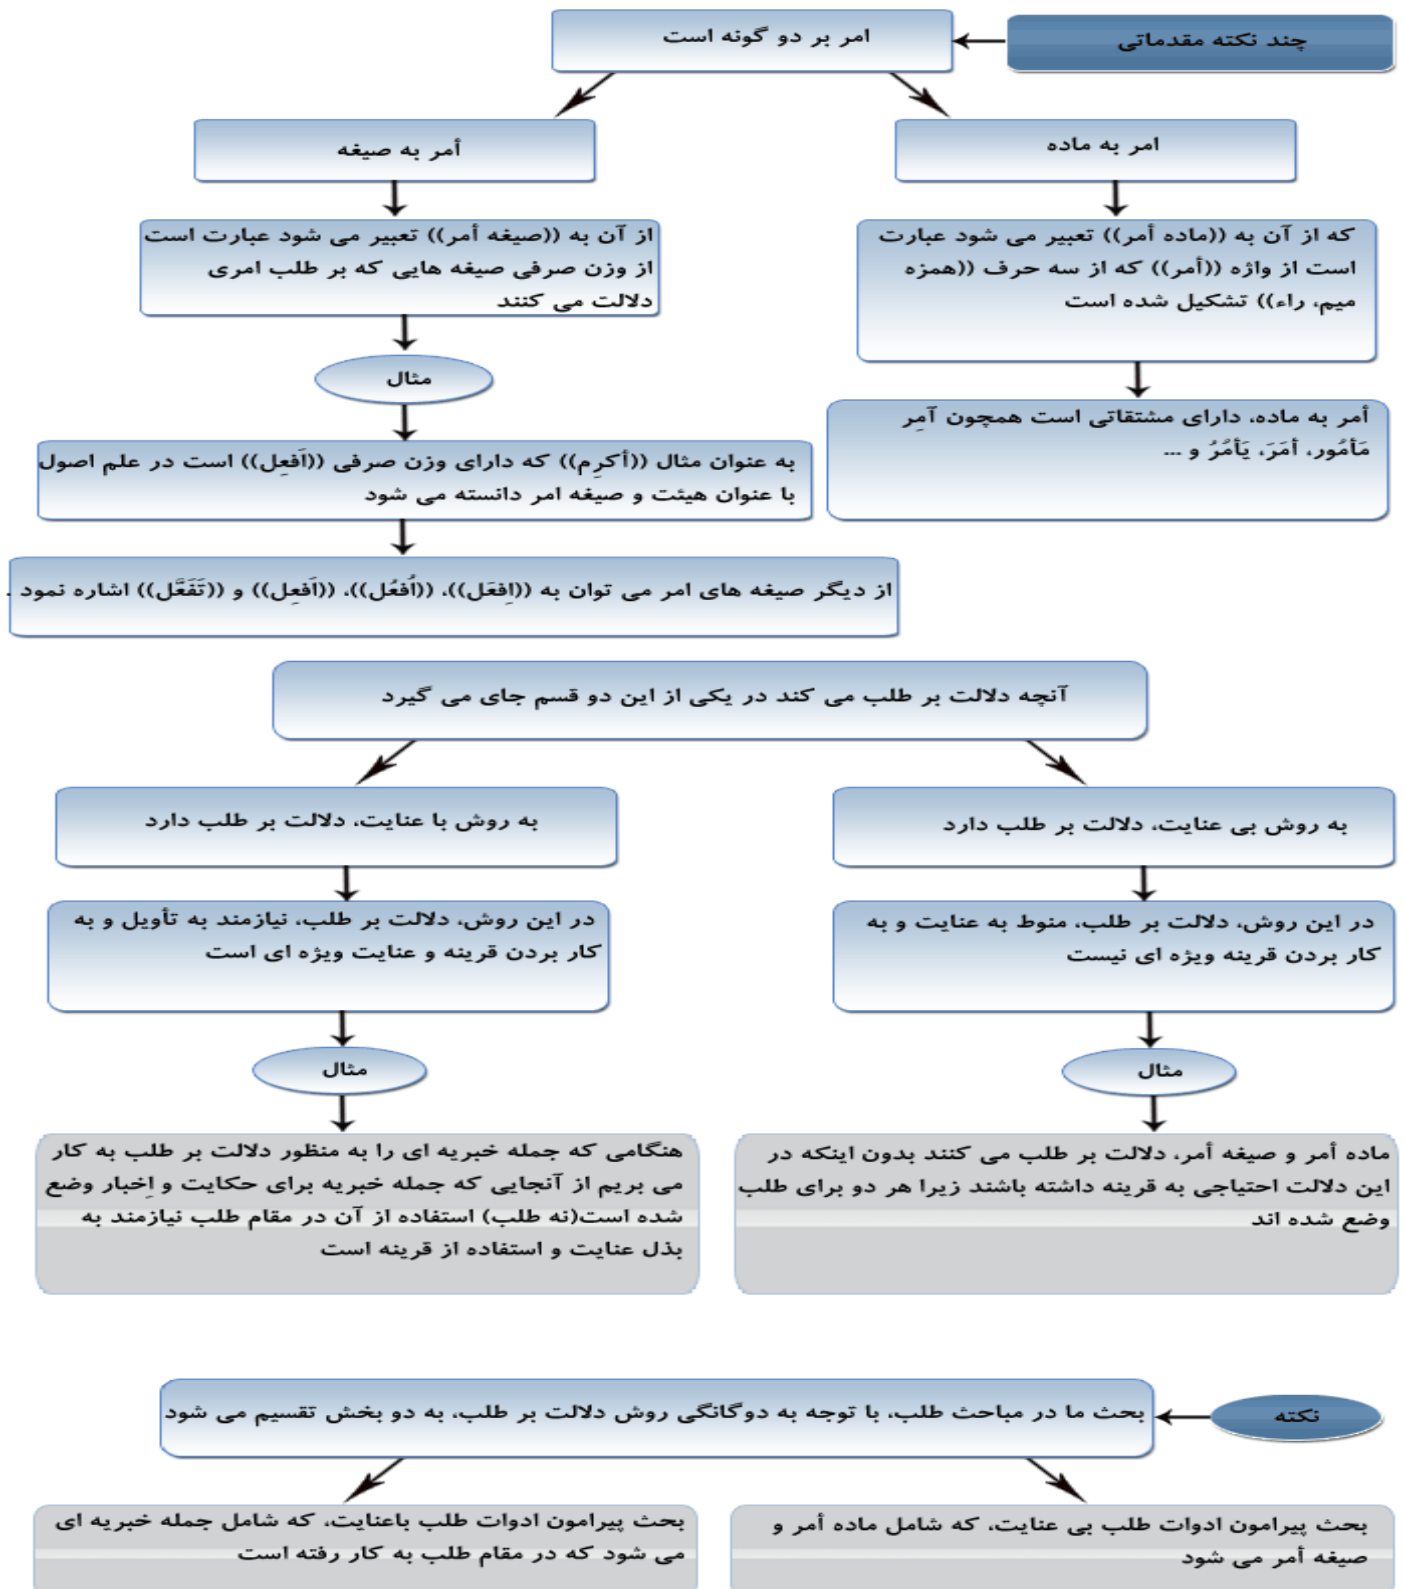 چند نکته مقدماتی
امر بر دو گونه است
امر به ماده
که از آن به ((ماده أمر)) تعبیر می شود عبارت
است از واژه ((أمر)) که از سه حرف ((همزه
میم، راء)) تشکیل شده است
أمر به ماده، دارای مشتقاتی است همچون آمِر
مَأمُور، أمَرَ، یَأمُرُ و ...
أمر به صیغه
از آن به ((صیغه أمر)) تعبیر می شود عبارت است
از وزن صرفی صیغه هایی که بر طلب امری
دلالت می کنند
مثال
به عنوان مثال ((أکرِم)) که دارای وزن صرفی ((اَفعِل)) است در علم اصول
با عنوان هیئت و صیغه امر دانسته می شود
از دیگر صیغه های امر می توان به ((اِفعَل))، ((اُفعُل))، ((اَفعِل)) و ((تَفَعَّل)) اشاره نمود .
آنچه دلالت بر طلب می کند در یکی از این دو قسم جای می گیرد
به روش بی عنایت، دلالت بر طلب دارد
در این روش، دلالت بر طلب، منوط به عنایت و به
کار بردن قرینه ویژه ای نیست
مثال
ماده أمر و صیغه أمر، دلالت بر طلب می کنند بدون اینکه در
این دلالت احتیاجی به قرینه داشته باشند زیرا هر دو برای طلب
وضع شده اند
به روش با عنایت، دلالت بر طلب دارد
در این روش، دلالت بر طلب، نیازمند به تأویل و به
کار بردن قرینه و عنایت ویژه ای است
مثال
هنگامی که جمله خبریه ای را به منظور دلالت بر طلب به کار
می بریم از آنجایی که جمله خبریه برای حکایت و اِخبار وضع
شده است(نه طلب) استفاده از آن در مقام طلب نیازمند به
بذل عنایت و استفاده از قرینه است
نکته
بحث ما در مباحث طلب، با توجه به دوگانگی روش دلالت بر طلب، به دو بخش تقسیم می شود
بحث پیرامون ادوات طلب بی عنایت، که شامل ماده أمر و
صیغه أمر می شود
بحث پیرامون ادوات طلب باعنایت، که شامل جمله خبریه ای
می شود که در مقام طلب به کار رفته است